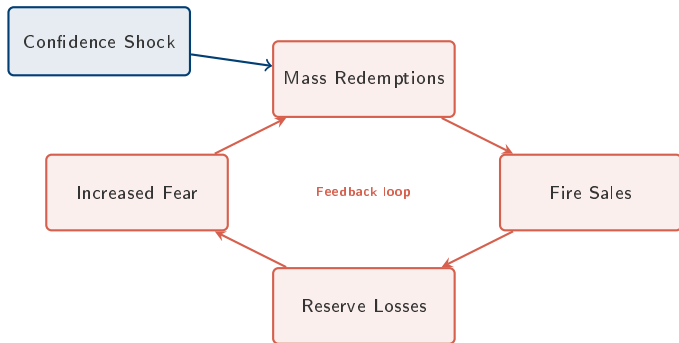 Confidence Shock
Mass Redemptions
Increased Fear
Feedback loop
Fire Sales
Reserve Losses